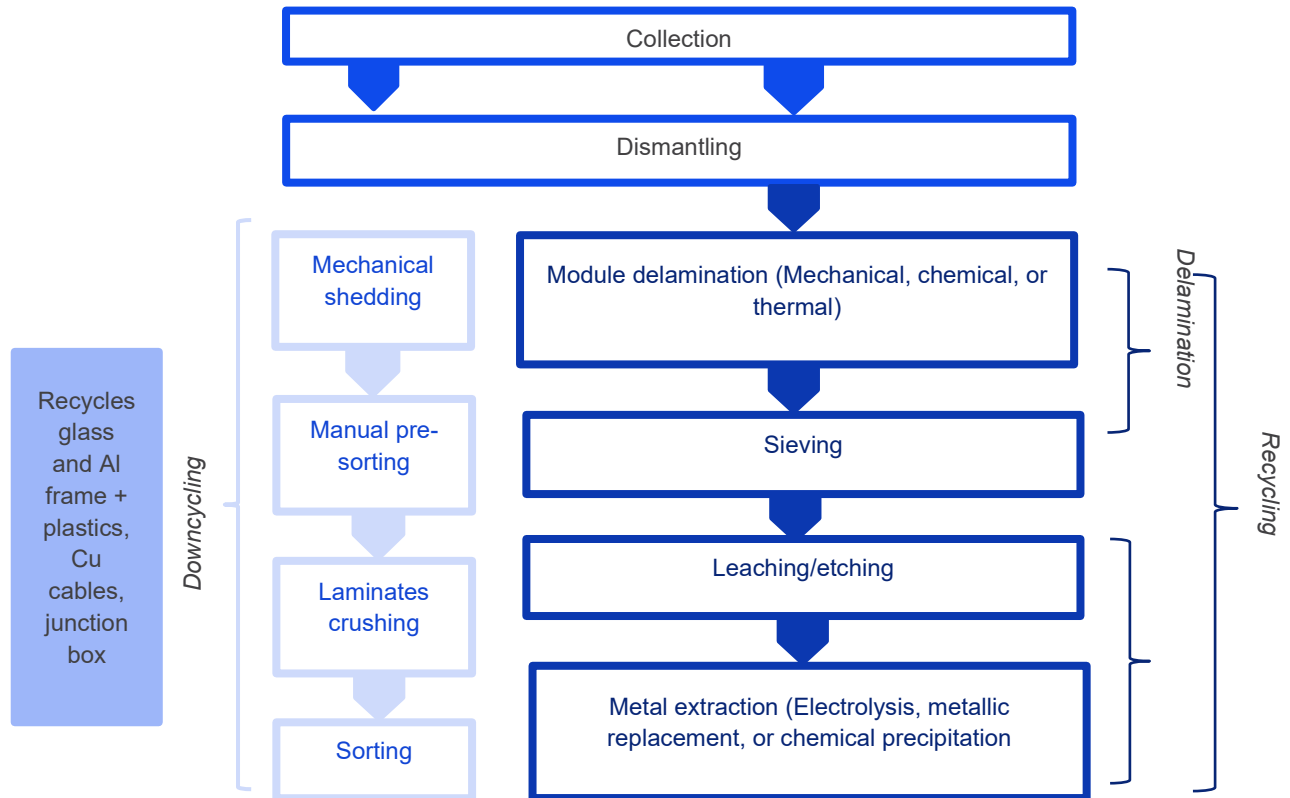 Collection
Dismantling
Mechanical
shedding
Manual pre-
sorting
Laminates
crushing
Sorting
Module delamination (Mechanical, chemical, or
thermal)
Sieving
Leaching/etching
Metal extraction (Electrolysis, metallic
replacement, or chemical precipitation
Recycles
glass
and Al
frame +
plastics,
Cu
cables,
junction
box
Downcycling
Delamination
Recycling